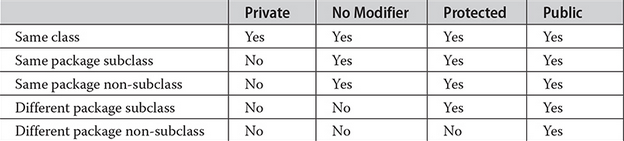 Private No Modifier Protected Public
Same class Yes Yes Yes Yes
Same package subclass No Yes Yes Yes
Same package non-subclass No Yes Yes Yes
Different package subclass No No Yes Yes
Different package non-subclass No No No Yes